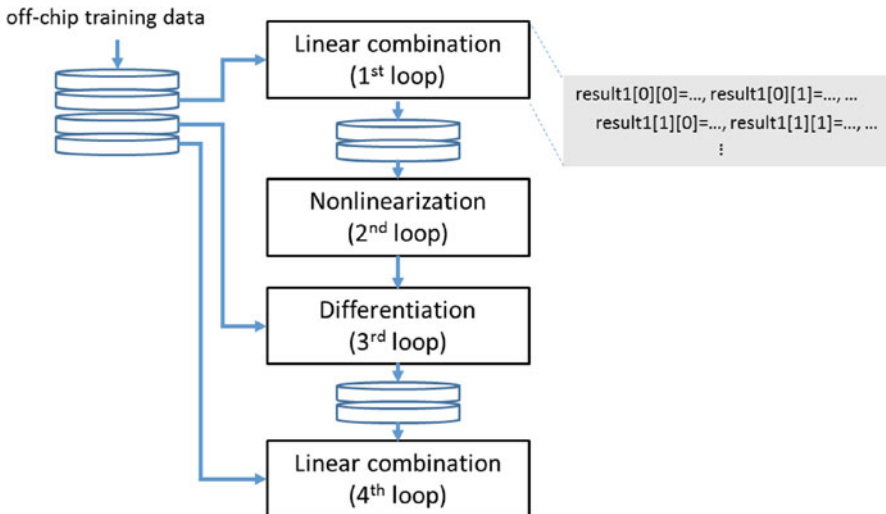 off-chip training data
Linear combination
(1st loop)
result1[0][0]=..., result1[0][1]=..., ...
result1[1][0]=..., result1[1][1]=..., ...
⋮
Nonlinearization
(2nd loop)
Differentiation
(3rd loop)
Linear combination
(4th loop)